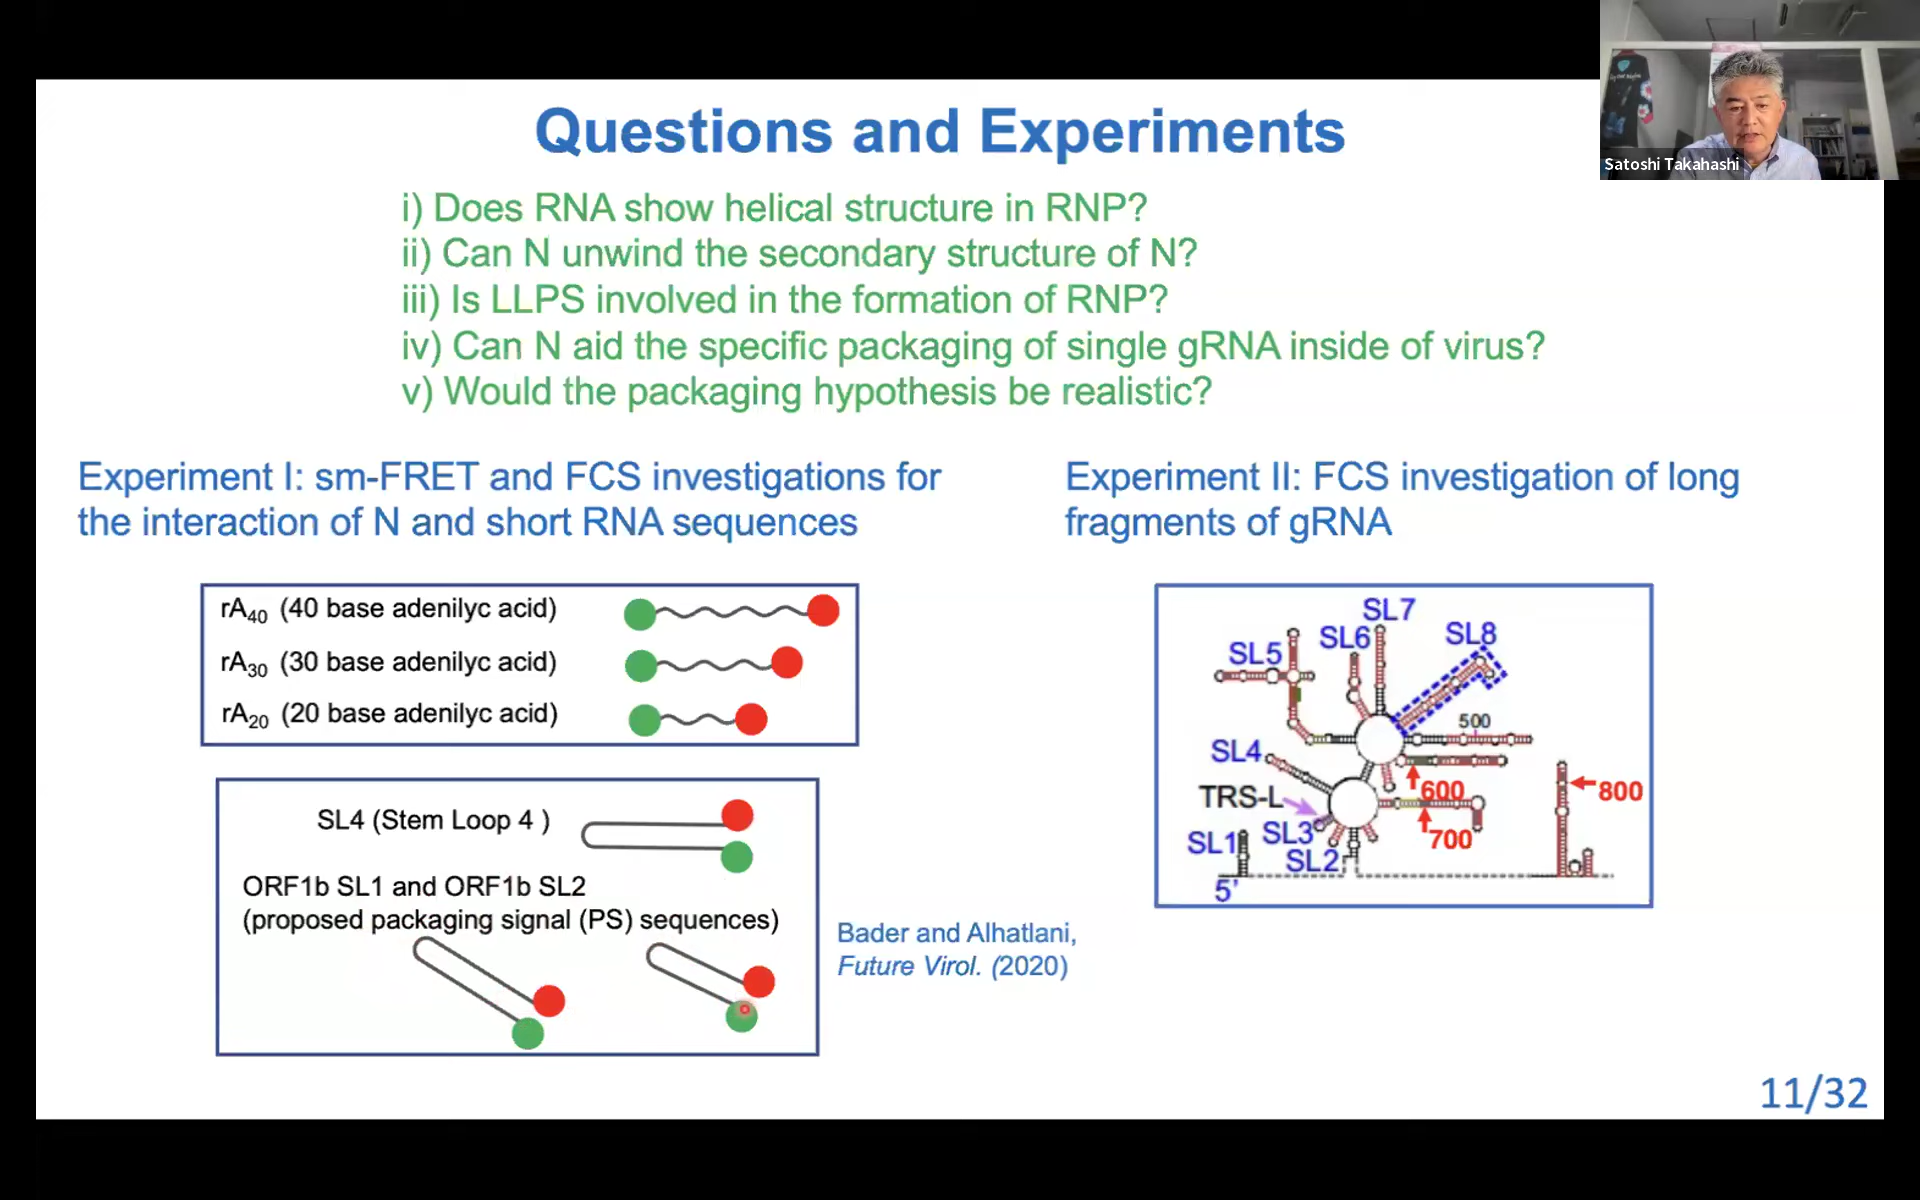 Questions and Experiments
Satoshi Takahashi
i) Does RNA show helical structure in RNP?
ii) Can N unwind the secondary structure of N?
iii) Is LLPS involved in the formation of RNP?
iv) Can N aid the specific packaging of single gRNA inside of virus?
v) Would the packaging hypothesis be realistic?
Experiment I: sm-FRET and FCS investigations for
the interaction of N and short RNA sequences
rA40 (40 base adenilyc acid)
rA30 (30 base adenilyc acid)
rA20 (20 base adenilyc acid)
SL4 (Stem Loop 4 )
ORF1b SL1 and ORF1b SL2
(proposed packaging signal (PS) sequences)
Bader and Alhatlani,
Future Virol. (2020)
Experiment II: FCS investigation of long
fragments of gRNA
SL7
SL5
SL6
SL8
500
SL4
600
800
TRS-L
700
SL3
SL1
SL2
5'
11/32